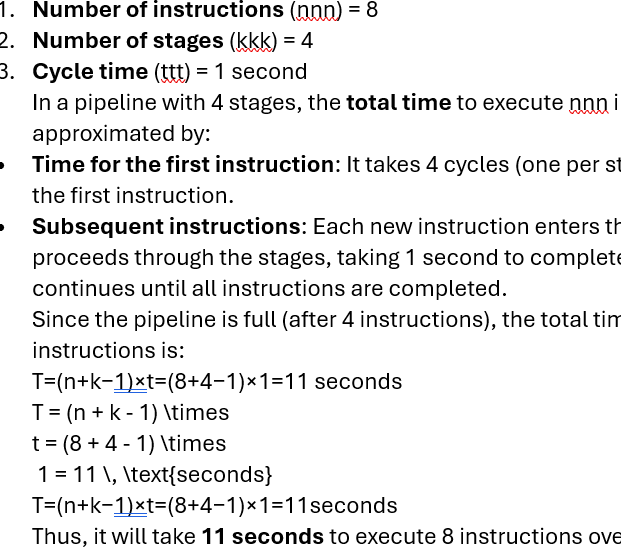 1. Number of instructions (nnn) = 8
2. Number of stages (kkk) = 4
3. Cycle time (ttt) = 1 second
In a pipeline with 4 stages, the total time to execute nnn i
approximated by:
• Time for the first instruction: It takes 4 cycles (one per st
the first instruction.
• Subsequent instructions: Each new instruction enters th
proceeds through the stages, taking 1 second to complete
continues until all instructions are completed.
Since the pipeline is full (after 4 instructions), the total tim
instructions is:
T=(n+k−1)×t=(8+4−1)×1=11 seconds
T = (n + k - 1) \times
t = (8 + 4 - 1) \times
1 = 11 \, \text{seconds}
T=(n+k−1)×t=(8+4−1)×1=11seconds
Thus, it will take 11 seconds to execute 8 instructions ove